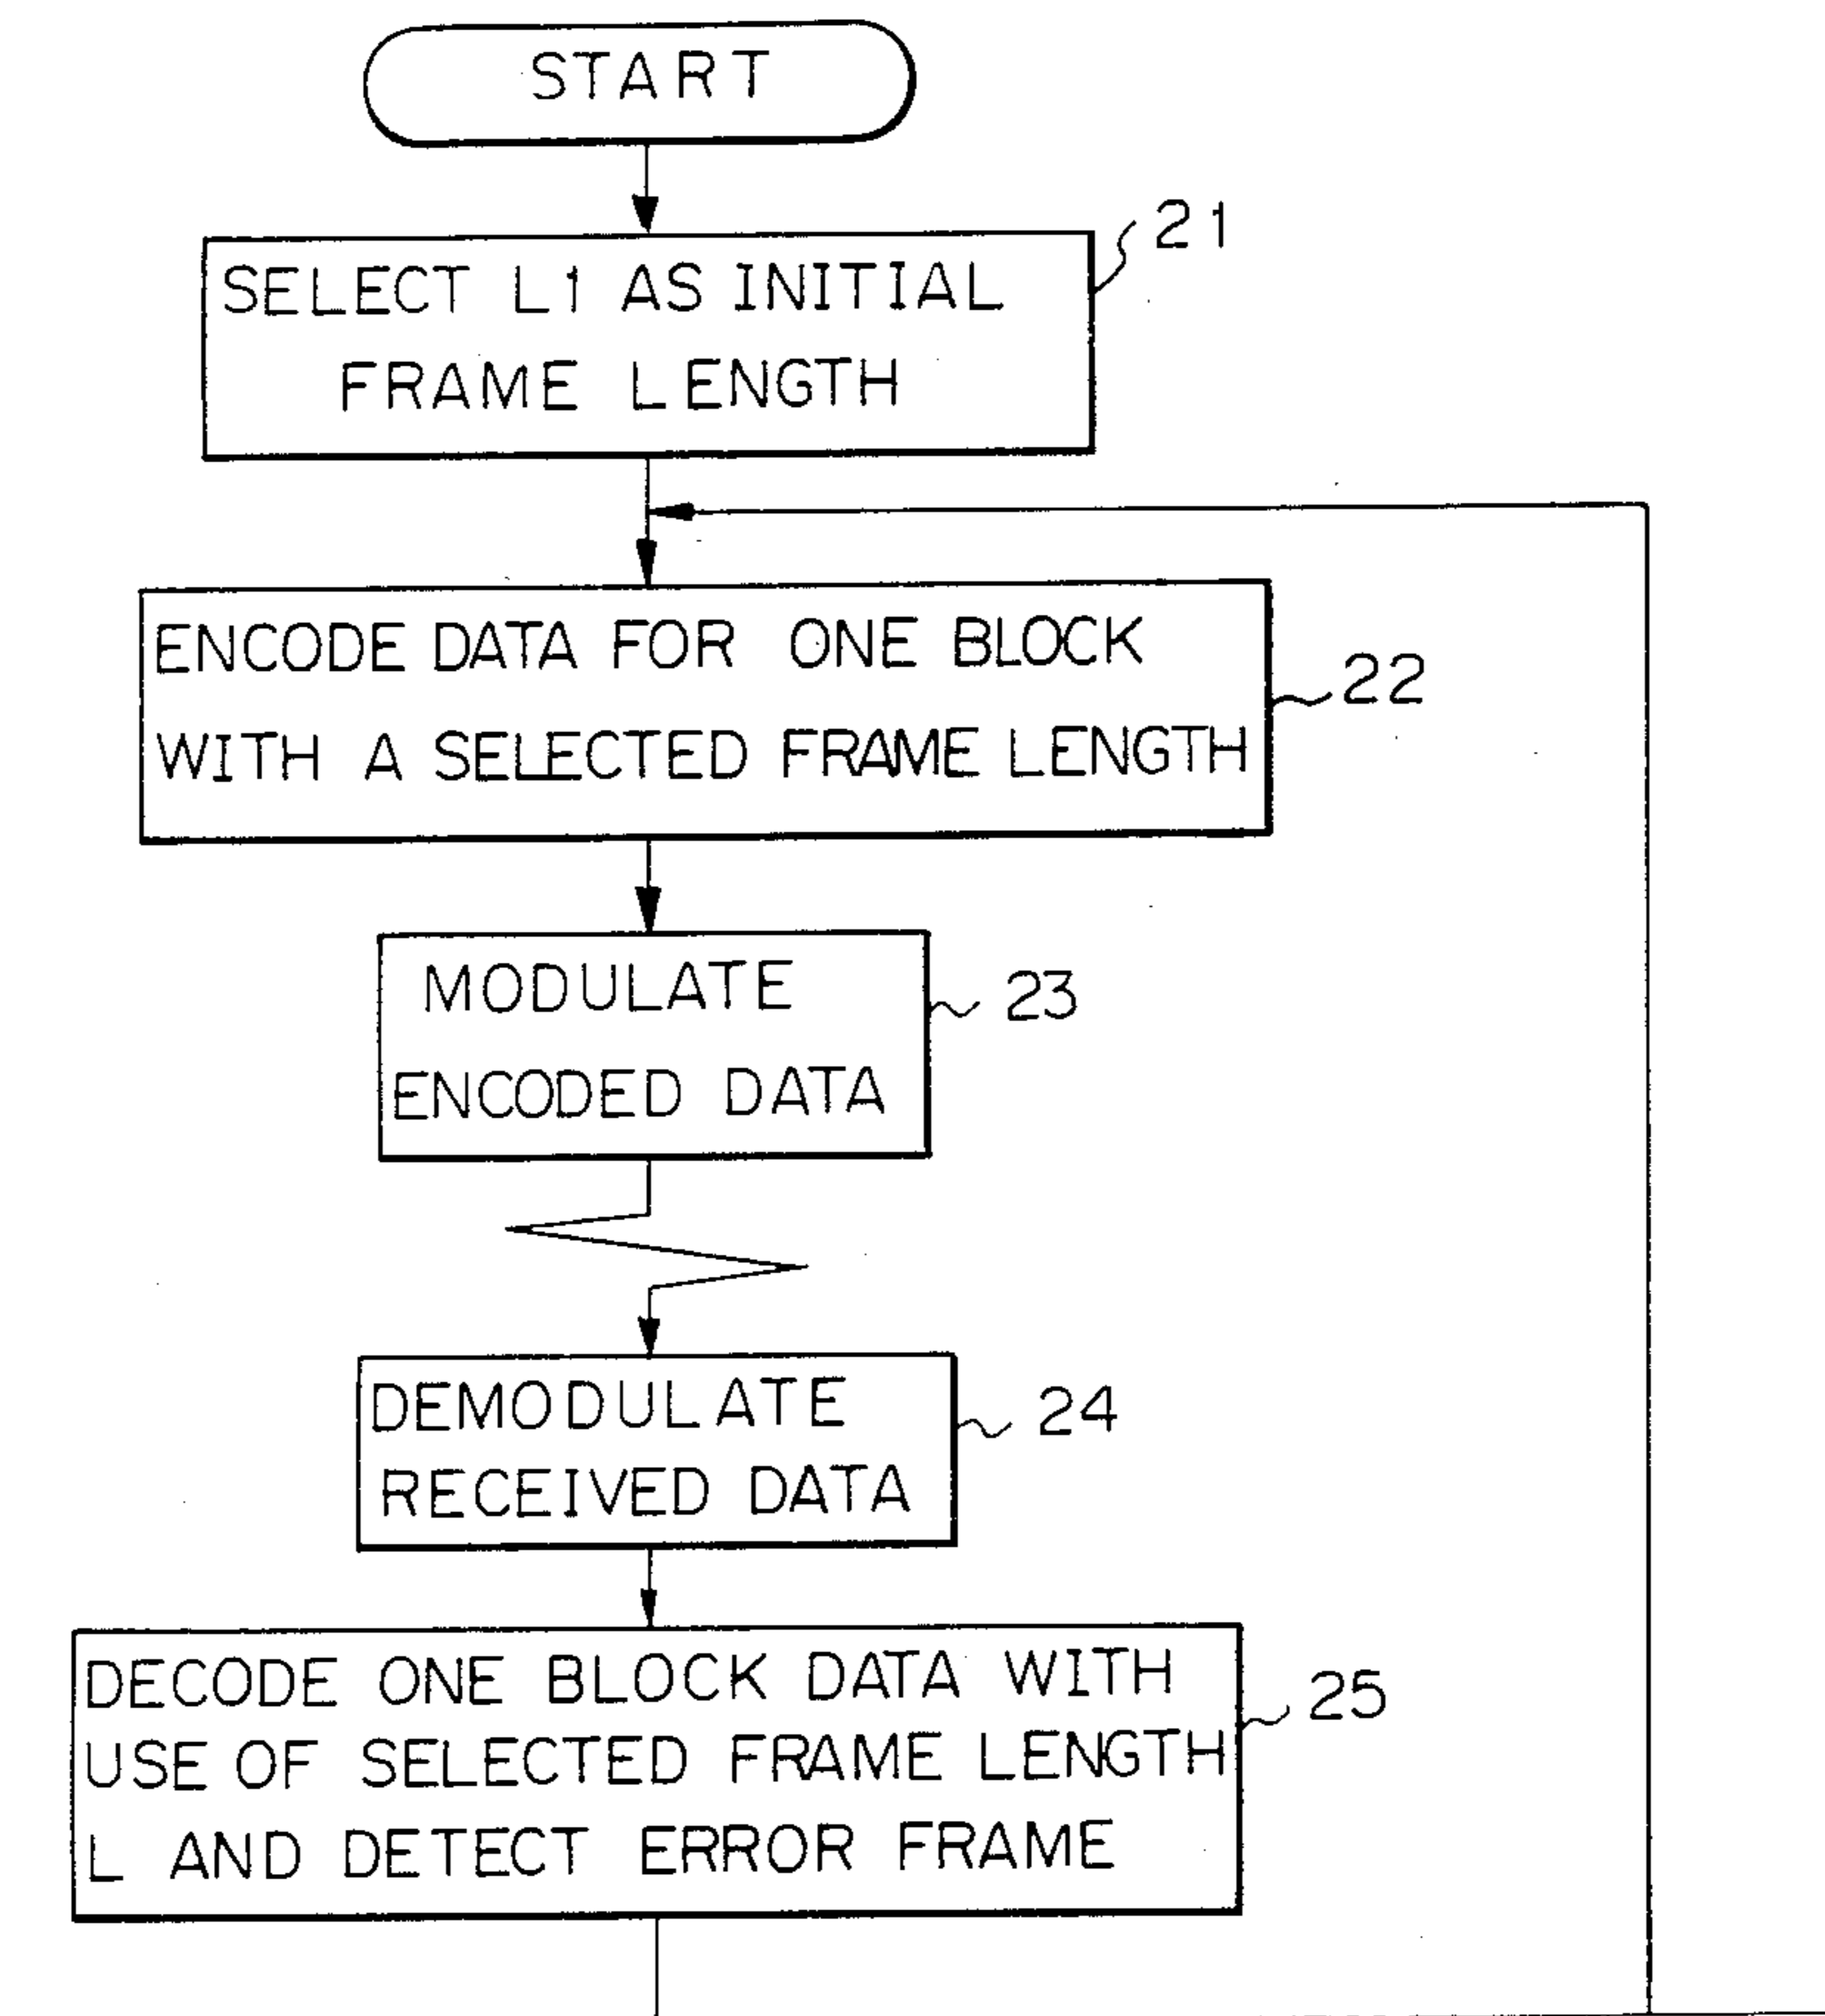 START
21
SELECT L1 AS INITIAL
FRAME LENGTH
ENCODE DATA FOR ONE BLOCK
WITH A SELECTED FRAME LENGTH
22
MODULATE
ENCODED DATA
23
DEMODULATE
RECEIVED DATA
24
DECODE ONE BLOCK DATA WITH
USE OF SELECTED FRAME LENGTH
L AND DETECT ERROR FRAME
25